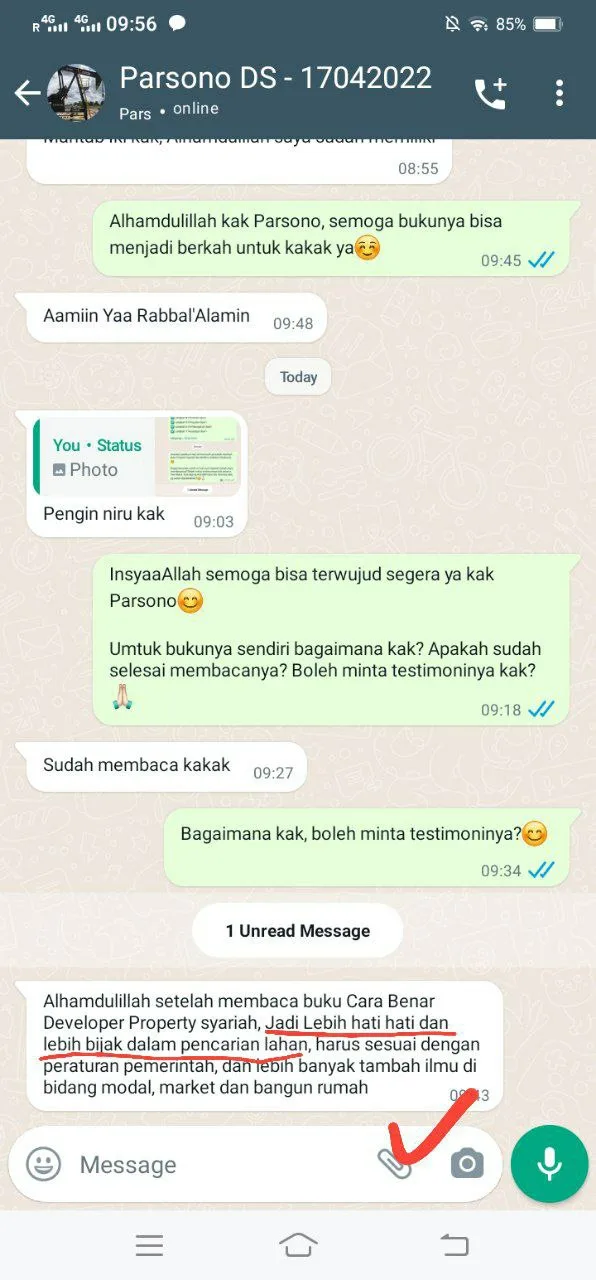 R 4G 4G 09:56 85%
Parsono DS - 17042022
Pars • online
Mantab iki kak, Alhamdulillah saya sudah memiliki
08:55
Alhamdulillah kak Parsono, semoga bukunya bisa
menjadi berkah untuk kakak ya☺️
09:45
Aamiin Yaa Rabbal'Alamin
09:48
Today
You • Status
Photo
Pengin niru kak
09:03
InsyaaAllah semoga bisa terwujud segera ya kak
Parsono😊
Umtuk bukunya sendiri bagaimana kak? Apakah sudah
selesai membacanya? Boleh minta testimoninya kak?
🙏🏻
09:18
Sudah membaca kakak
09:27
Bagaimana kak, boleh minta testimoninya?😊
09:34
1 Unread Message
Alhamdulillah setelah membaca buku Cara Benar
Developer Property syariah, Jadi Lebih hati hati dan
lebih bijak dalam pencarian lahan, harus sesuai dengan
peraturan pemerintah, dan lebih banyak tambah ilmu di
bidang modal, market dan bangun rumah
Message